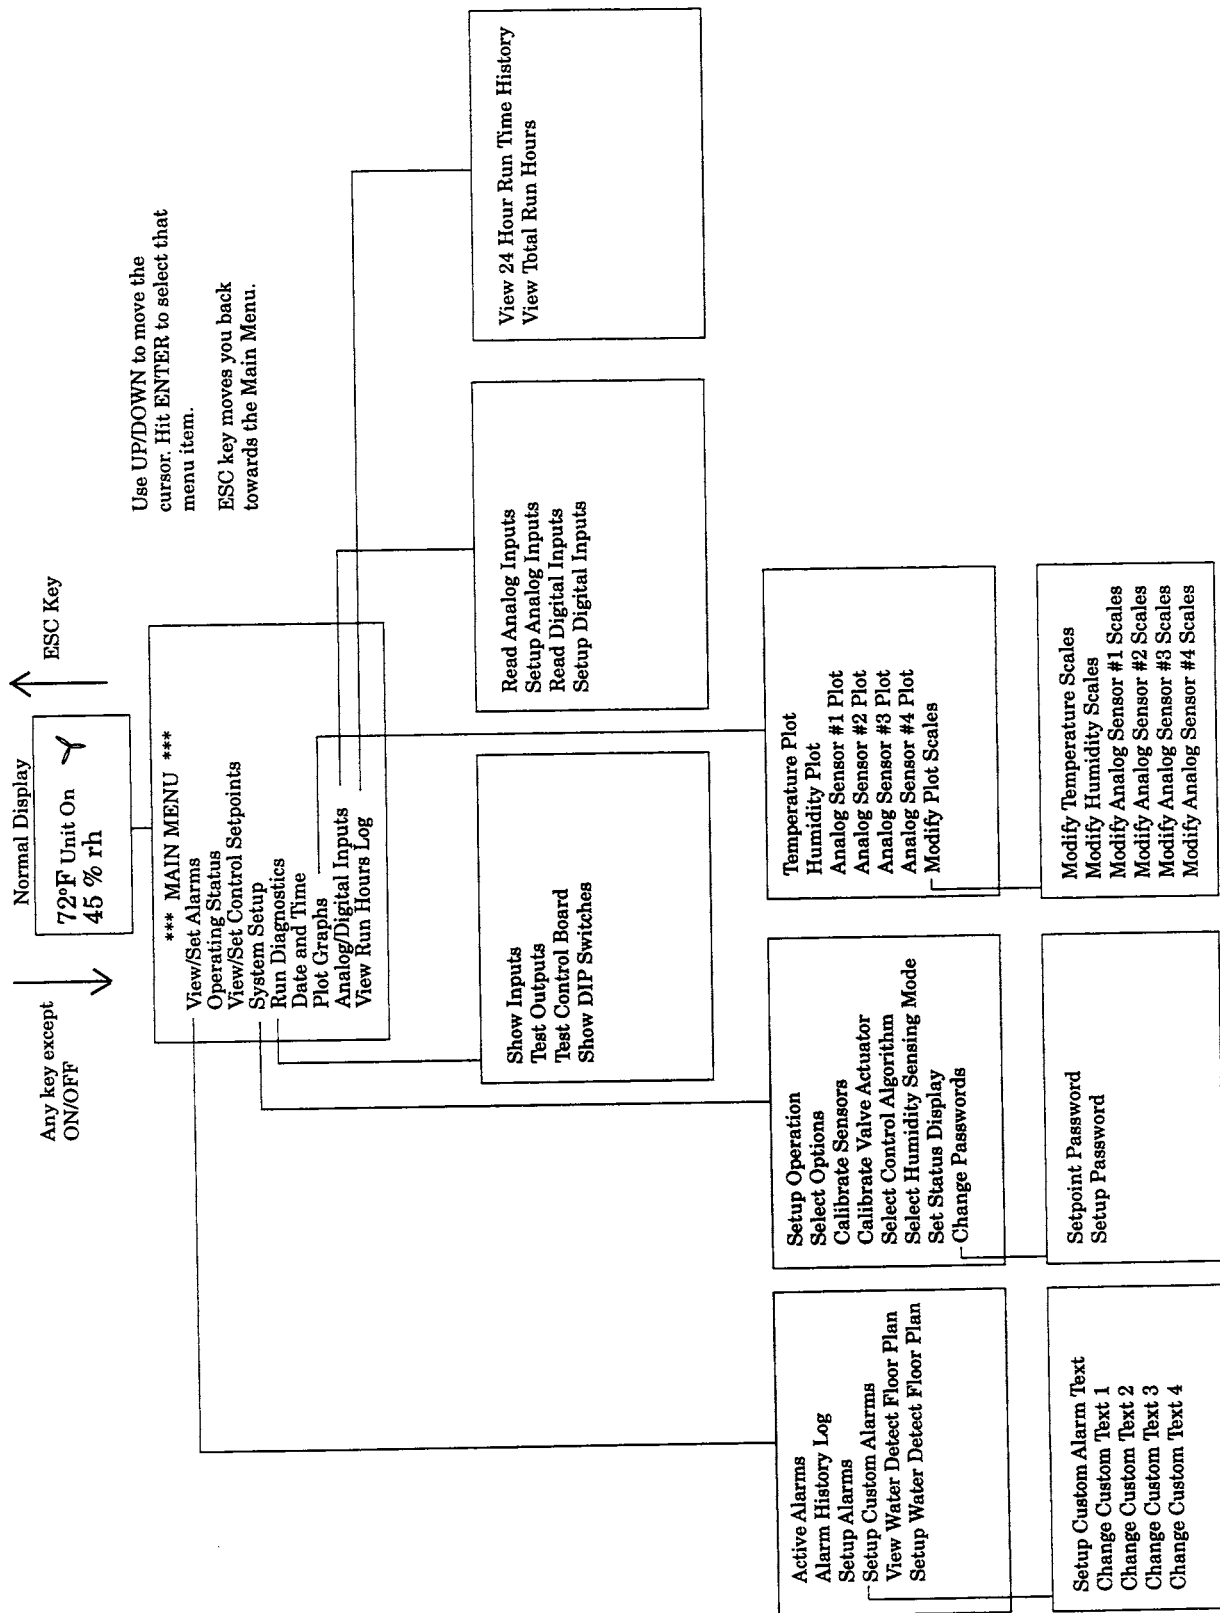 Normal Display
Any key except
ON/OFF
72°F Unit On
45 % rh
ESC Key
*** MAIN MENU ***
View/Set Alarms
Operating Status
View/Set Control Setpoints
System Setup
Run Diagnostics
Date and Time
Plot Graphs
Analog/Digital Inputs
View Run Hours Log
Use UP/DOWN to move the
cursor. Hit ENTER to select that
menu item.
ESC key moves you back
towards the Main Menu.
Show Inputs
Test Outputs
Test Control Board
Show DIP Switches
Read Analog Inputs
Setup Analog Inputs
Read Digital Inputs
Setup Digital Inputs
View 24 Hour Run Time History
View Total Run Hours
Active Alarms
Alarm History Log
Setup Alarms
Setup Custom Alarms
View Water Detect Floor Plan
Setup Water Detect Floor Plan
Setup Operation
Select Options
Calibrate Sensors
Calibrate Valve Actuator
Select Control Algorithm
Select Humidity Sensing Mode
Set Status Display
Change Passwords
Temperature Plot
Humidity Plot
Analog Sensor #1 Plot
Analog Sensor #2 Plot
Analog Sensor #3 Plot
Analog Sensor #4 Plot
Modify Plot Scales
Setup Custom Alarm Text
Change Custom Text 1
Change Custom Text 2
Change Custom Text 3
Change Custom Text 4
Setpoint Password
Setup Password
Modify Temperature Scales
Modify Humidity Scales
Modify Analog Sensor #1 Scales
Modify Analog Sensor #2 Scales
Modify Analog Sensor #3 Scales
Modify Analog Sensor #4 Scales